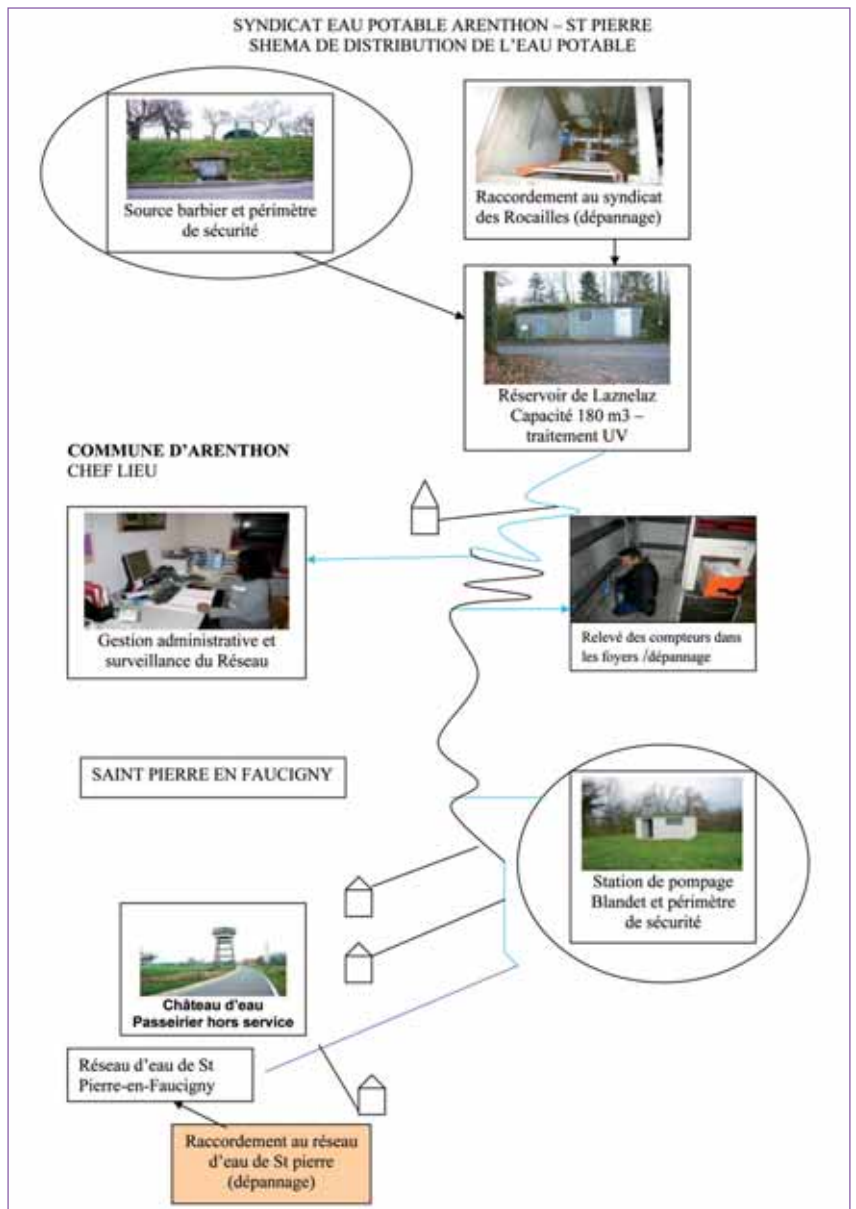 SYNDICAT EAU POTABLE ARENTHON – ST PIERRE
SHEMA DE DISTRIBUTION DE L'EAU POTABLE
Source barbier et périmètre
de sécurité
Raccordement au syndicat
des Rocailles (dépannage)
Réservoir de Laznelaz
Capacité 180 m3 –
traitement UV
COMMUNE D'ARENTHON
CHEF LIEU
Gestion administrative et
surveillance du Réseau
Relevé des compteurs dans
les foyers /dépannage
SAINT PIERRE EN FAUCIGNY
Station de pompage
Blandet et périmètre
de sécurité
Château d'eau
Passeirier hors service
Réseau d'eau de St
Pierre-en-Faucigny
Raccordement au réseau
d'eau de St pierre
(dépannage)